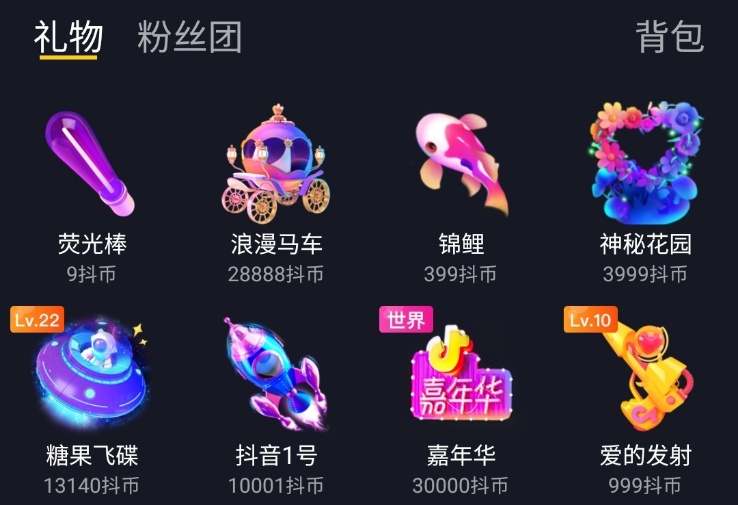 礼物 粉丝团 背包
荧光棒 浪漫马车 锦鲤 神秘花园
9抖币 28888抖币 399抖币 3999抖币
Lv.22 世界 Lv.10
嘉年华
糖果飞碟 抖音1号 嘉年华 爱的发射
13140抖币 10001抖币 30000抖币 999抖币